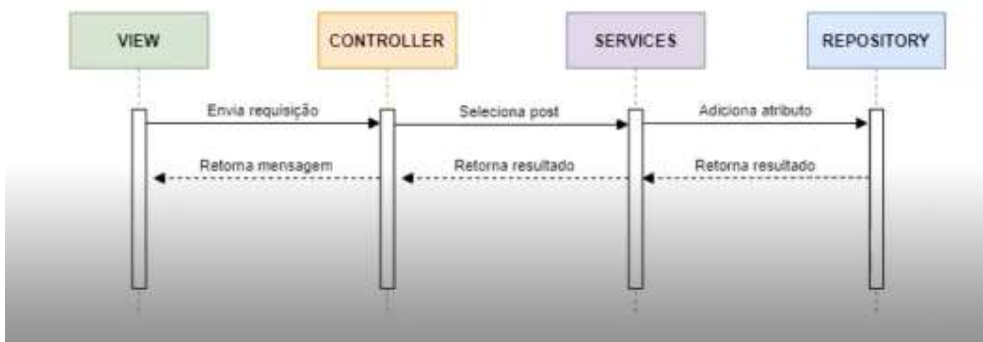 VIEW
CONTROLLER
SERVICES
REPOSITORY
Envia requisição
Seleciona post
Adiciona atributo
Retorna mensagem
Retorna resultado
Retorna resultado